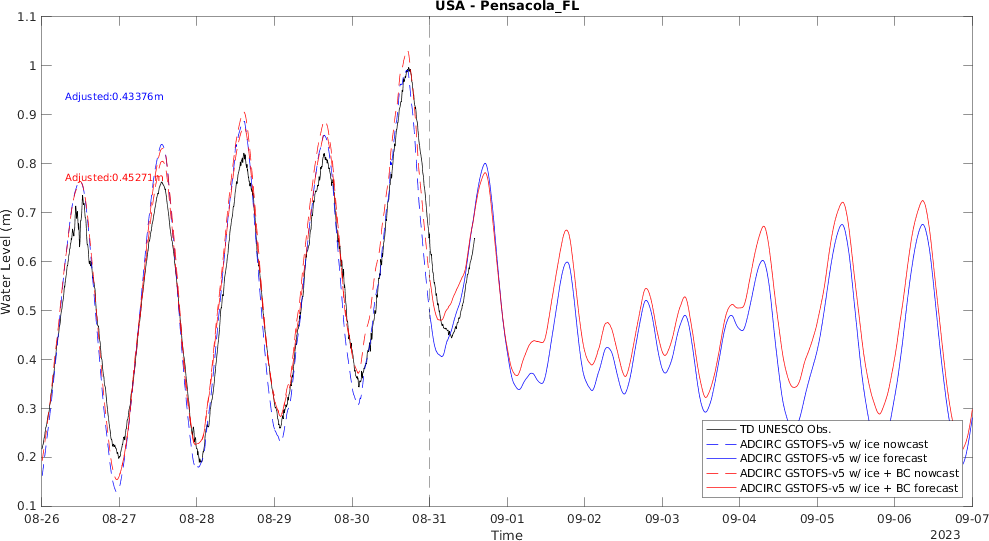 USA - Pensacola_FL
1.1
1
0.9
0.8
0.7
0.6
0.5
0.4
0.3
0.2
0.1
Water Level (m)
Adjusted:0.43376m
Adjusted:0.45271m
TD UNESCO Obs.
ADCIRC GSTOFS-v5 w/ ice nowcast
ADCIRC GSTOFS-v5 w/ ice forecast
ADCIRC GSTOFS-v5 w/ ice + BC nowcast
ADCIRC GSTOFS-v5 w/ ice + BC forecast
08-26 08-27 08-28 08-29 08-30 08-31 09-01 09-02 09-03 09-04 09-05 09-06 09-07
Time
2023